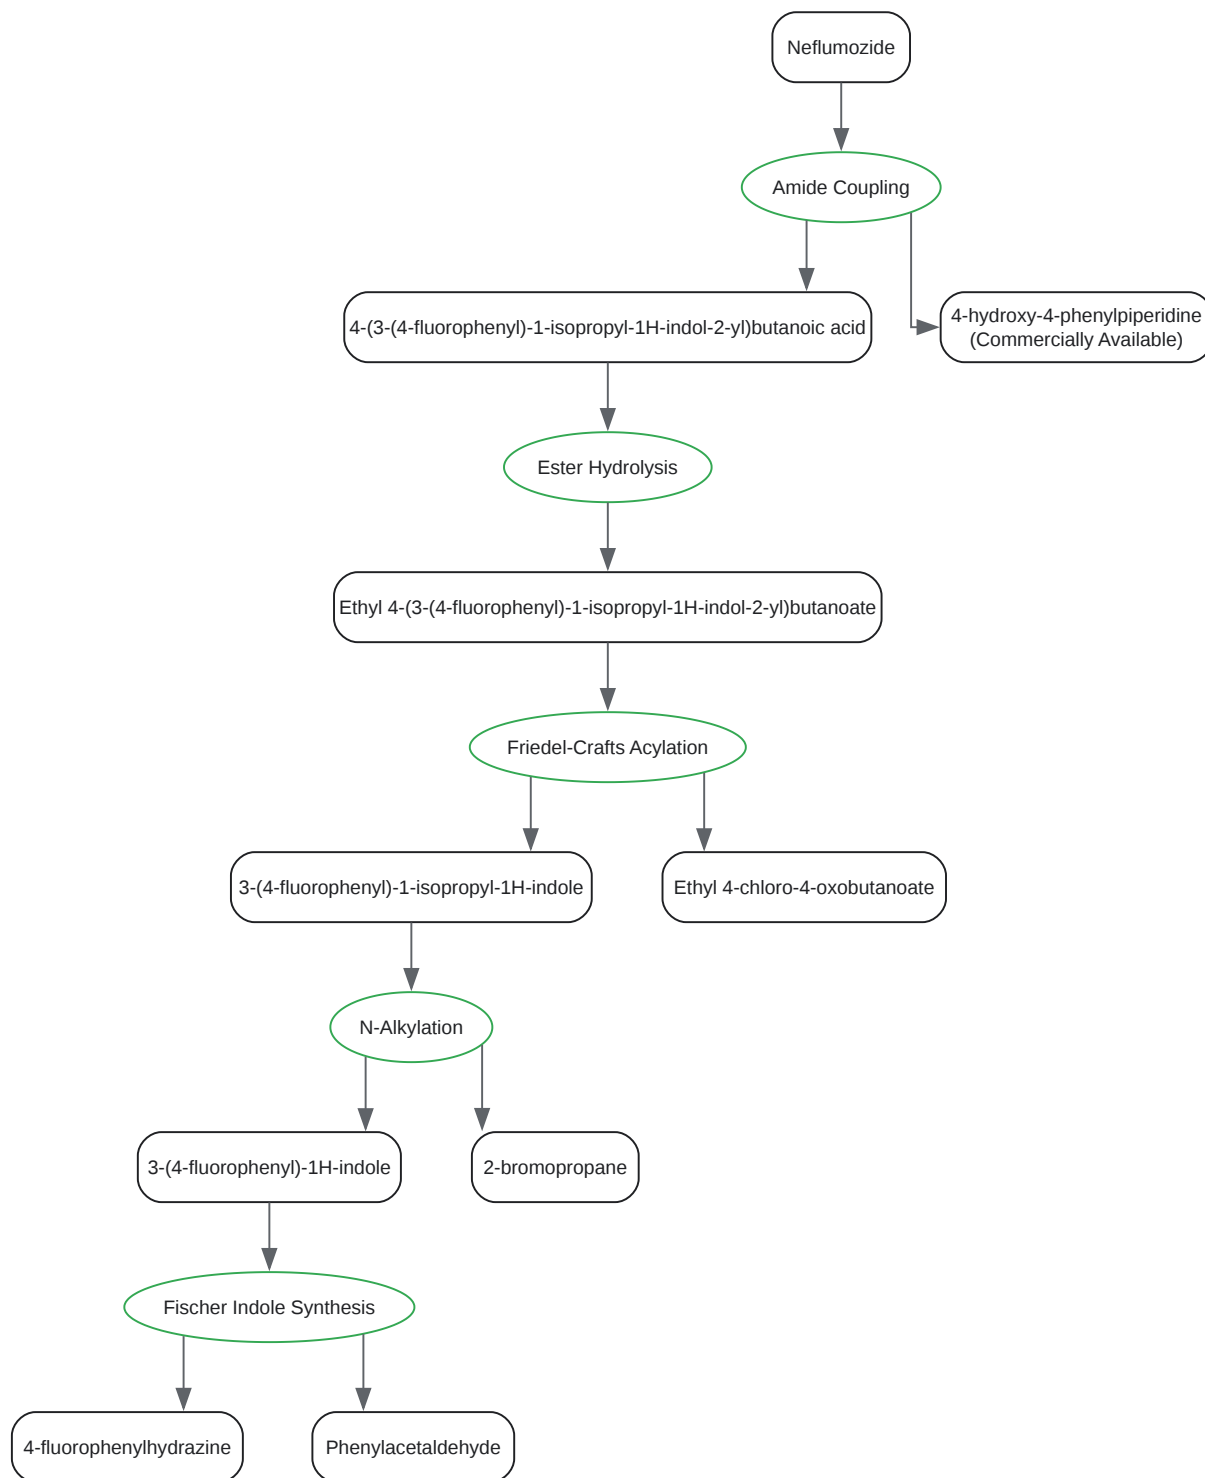 Neflumozide
Amide Coupling
4-(3-(4-fluorophenyl)-1-isopropyl-1H-indol-2-yl)butanoic acid
4-hydroxy-4-phenylpiperidine
(Commercially Available)
Ester Hydrolysis
Ethyl 4-(3-(4-fluorophenyl)-1-isopropyl-1H-indol-2-yl)butanoate
Friedel-Crafts Acylation
3-(4-fluorophenyl)-1-isopropyl-1H-indole
Ethyl 4-chloro-4-oxobutanoate
N-Alkylation
3-(4-fluorophenyl)-1H-indole
2-bromopropane
Fischer Indole Synthesis
4-fluorophenylhydrazine
Phenylacetaldehyde